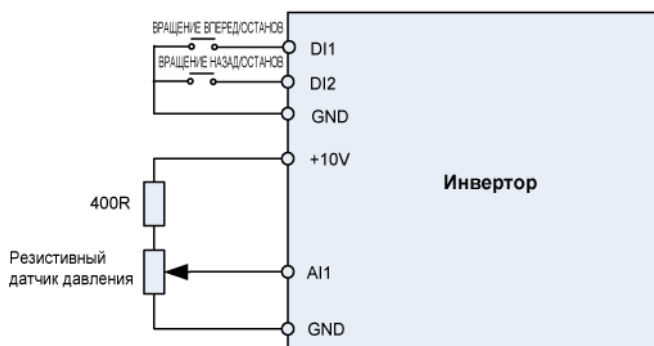 ВРАЩЕНИЕ ВПЕРЕД/ОСТАНОВ
DI1
ВРАЩЕНИЕ НАЗАД/ОСТАНОВ
DI2
GND
+10V
Инвертор
400R
Резистивный
датчик давления
AI1
GND